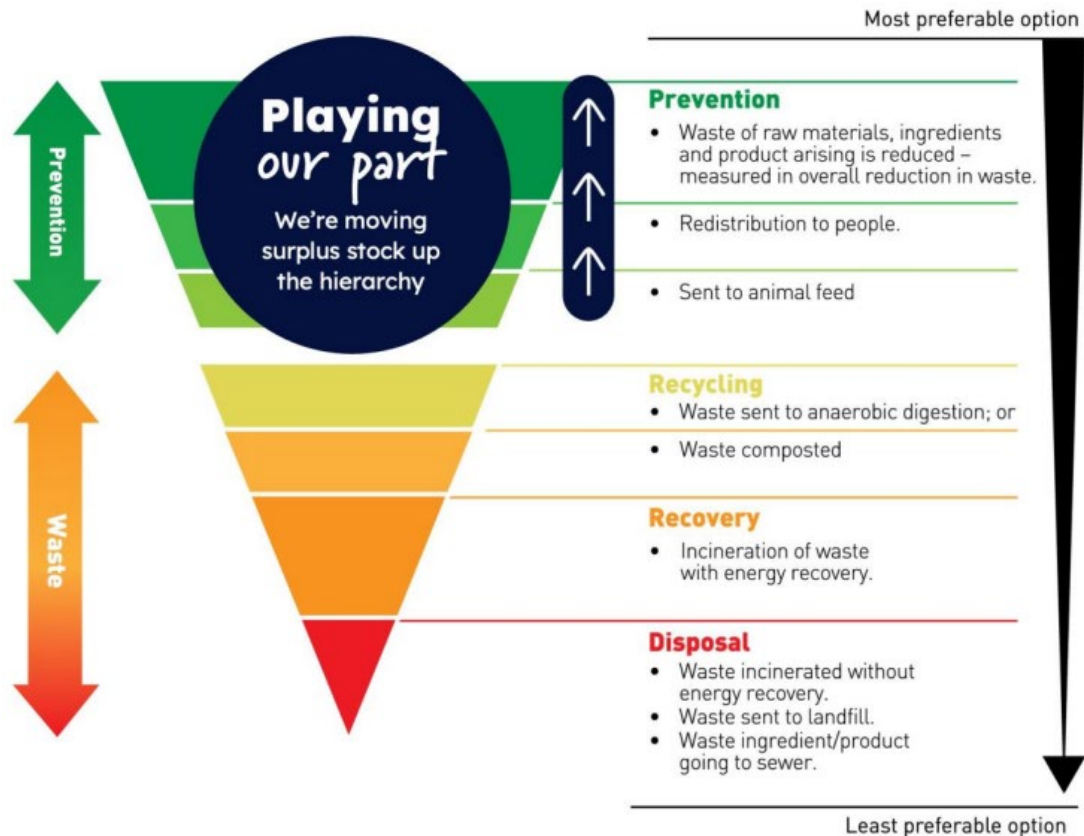 Most preferable option
Prevention
Playing
our part
We're moving
surplus stock up
the hierarchy
Prevention
• Waste of raw materials, ingredients
and product arising is reduced –
measured in overall reduction in waste.
• Redistribution to people.
• Sent to animal feed
Waste
Recycling
• Waste sent to anaerobic digestion; or
• Waste composted
Recovery
• Incineration of waste
with energy recovery.
Disposal
• Waste incinerated without
energy recovery.
• Waste sent to landfill.
• Waste ingredient/product
going to sewer.
Least preferable option